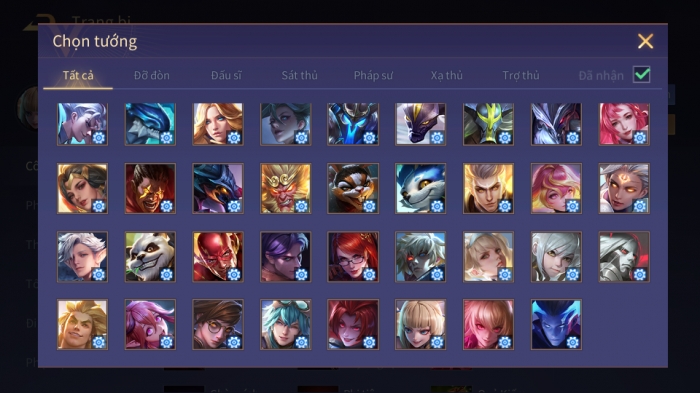 Trang bị
Chọn tướng
Tất cả
Đỡ đòn
Đấu sĩ
Sát thủ
Pháp sư
Xạ thủ
Trợ thủ
Đã nhận